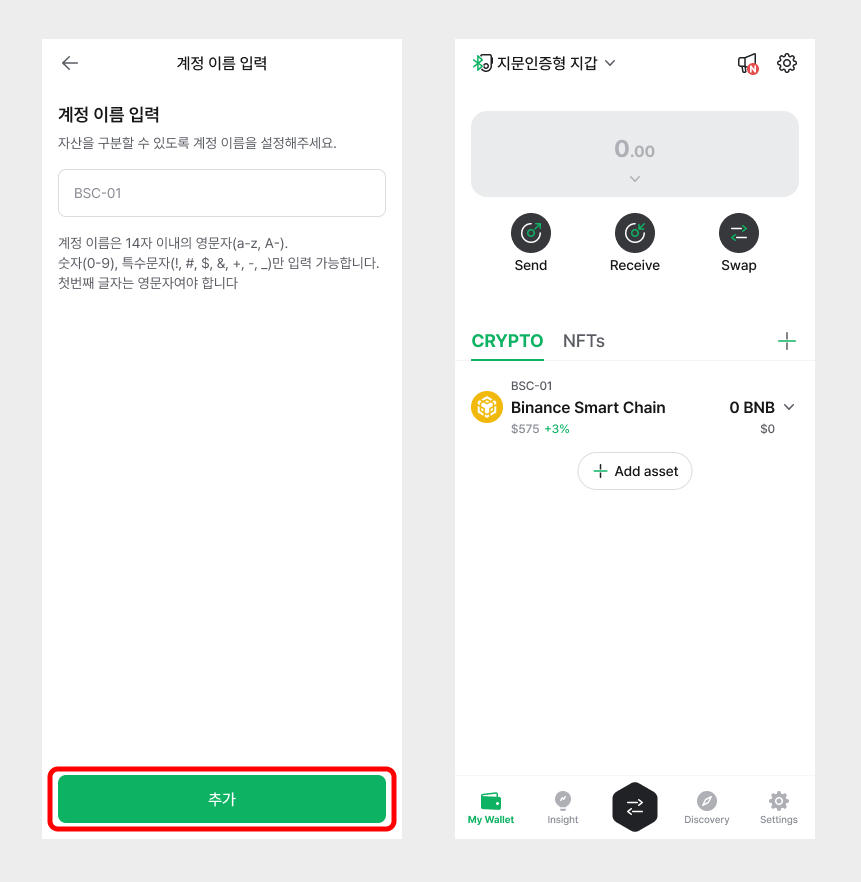 계정 이름 입력
계정 이름 입력
자산을 구분할 수 있도록 계정 이름을 설정해주세요.
BSC-01
계정 이름은 14자 이내의 영문자(a-z, A-).
숫자(0-9), 특수문자(!, #, $, &, +, -, _)만 입력 가능합니다.
첫번째 글자는 영문자여야 합니다
추가
지문인증형 지갑
N
0.00
Send
Receive
Swap
CRYPTO
NFTs
BSC-01
Binance Smart Chain
0 BNB
$575 +3%
$0
Add asset
My Wallet
Insight
Discovery
Settings